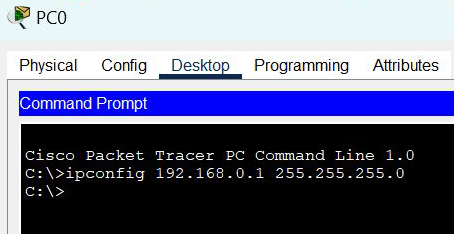 PC0
Physical Config Desktop Programming Attributes
Command Prompt
Cisco Packet Tracer PC Command Line 1.0
C:\>ipconfig 192.168.0.1 255.255.255.0
C:\>